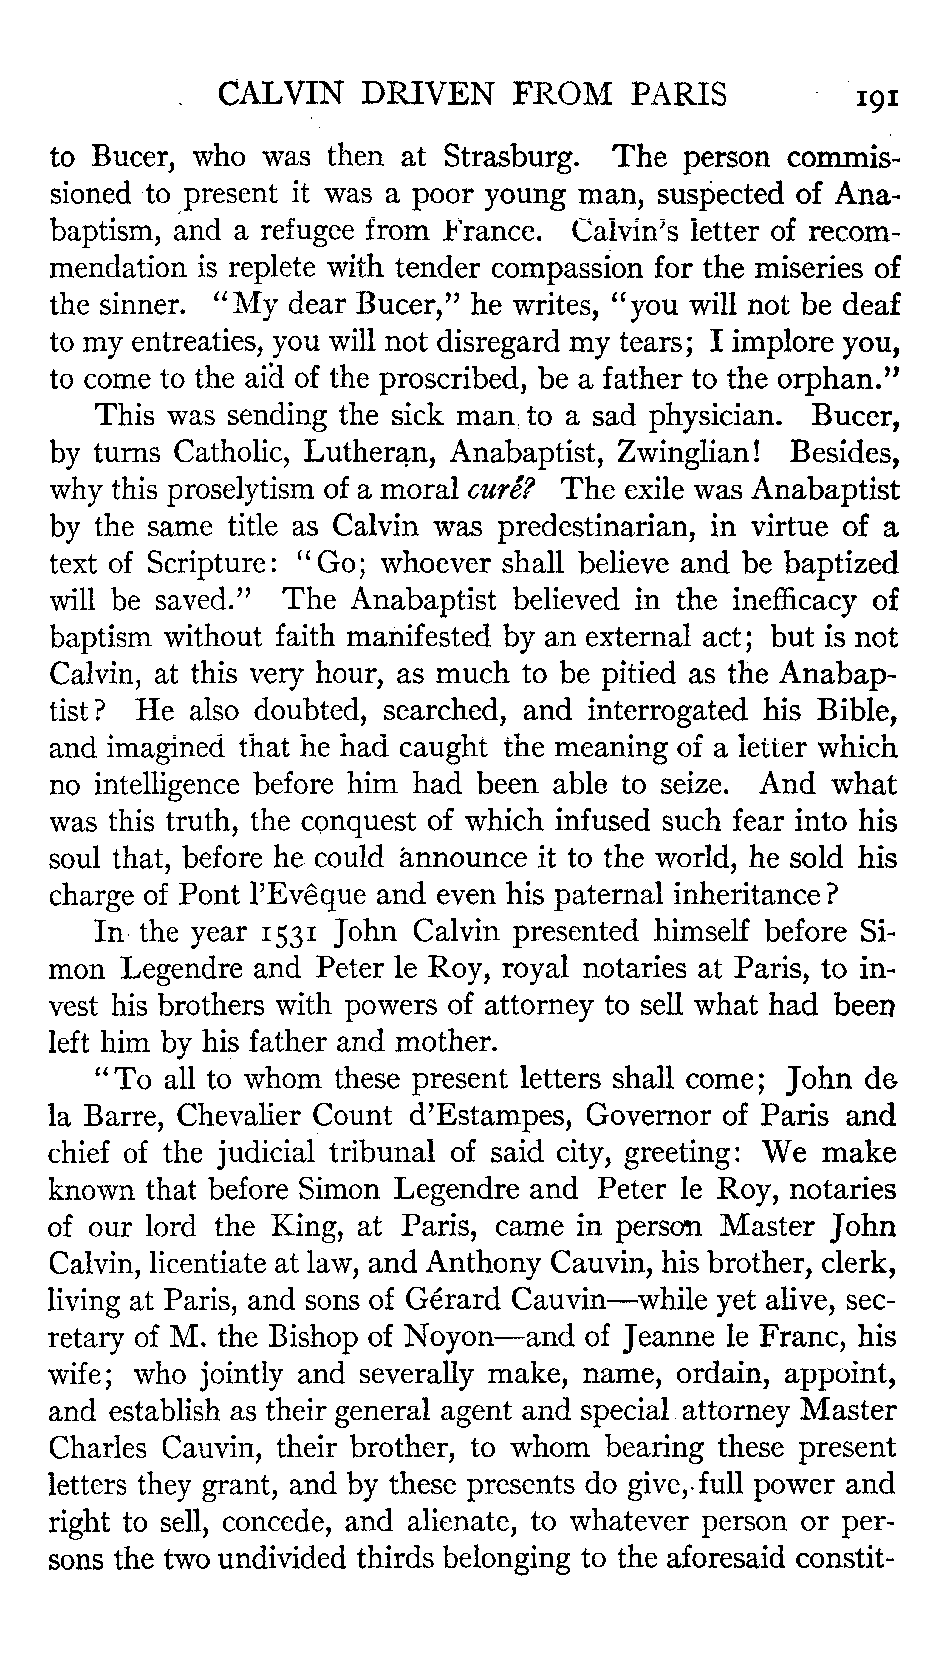 CALVIN DRIVEN FROM PARIS 191
to Bucer, who was then at Strasburg. The person commis-
sioned to present it was a poor young man, suspected of Ana-
baptism, and a refugee from France. Calvin's letter of recom-
mendation is replete with tender compassion for the miseries of
the sinner. "My dear Bucer," he writes, "you will not be deaf
to my entreaties, you will not disregard my tears; I implore you,
to come to the aid of the proscribed, be a father to the orphan."
This was sending the sick man to a sad physician. Bucer,
by turns Catholic, Lutheran, Anabaptist, Zwinglian! Besides,
why this proselytism of a moral curé? The exile was Anabaptist
by the same title as Calvin was predestinarian, in virtue of a
text of Scripture: "Go; whoever shall believe and be baptized
will be saved." The Anabaptist believed in the inefficacy of
baptism without faith manifested by an external act; but is not
Calvin, at this very hour, as much to be pitied as the Anabap-
tist? He also doubted, searched, and interrogated his Bible,
and imagined that he had caught the meaning of a letter which
no intelligence before him had been able to seize. And what
was this truth, the conquest of which infused such fear into his
soul that, before he could announce it to the world, he sold his
charge of Pont l'Evêque and even his paternal inheritance?
In the year 1531 John Calvin presented himself before Si-
mon Legendre and Peter le Roy, royal notaries at Paris, to in-
vest his brothers with powers of attorney to sell what had been
left him by his father and mother.
"To all to whom these present letters shall come; John de
la Barre, Chevalier Count d'Estampes, Governor of Paris and
chief of the judicial tribunal of said city, greeting: We make
known that before Simon Legendre and Peter le Roy, notaries
of our lord the King, at Paris, came in person Master John
Calvin, licentiate at law, and Anthony Cauvin, his brother, clerk,
living at Paris, and sons of Gérard Cauvin—while yet alive, sec-
retary of M. the Bishop of Noyon—and of Jeanne le Franc, his
wife; who jointly and severally make, name, ordain, appoint,
and establish as their general agent and special attorney Master
Charles Cauvin, their brother, to whom bearing these present
letters they grant, and by these presents do give, full power and
right to sell, concede, and alienate, to whatever person or per-
sons the two undivided thirds belonging to the aforesaid constit-